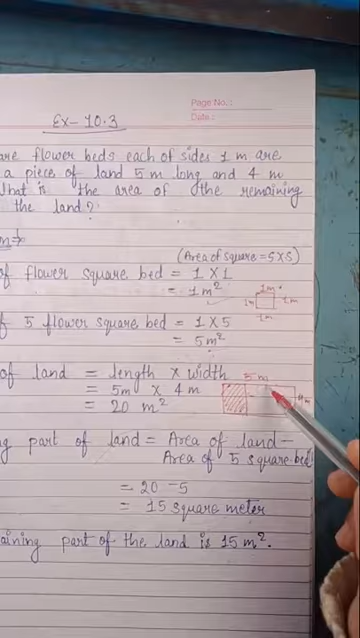 Page No.:
Date:
Ex- 10.3
are flower beds each of sides 1 m are
a piece of land 5 m long and 4 m
What is the area of the remaining
the land?
(Area of square = S×S)
of flower square bed = 1 × 1
= 1 m²
1m
1m 1m
1m
5 flower square bed = 1 × 5
= 5 m²
of land = length × width
5 m
= 5m × 4 m
4m
= 20 m²
part of land = Area of land -
Area of 5 square bed
= 20 - 5
= 15 square meter
aining part of the land is 15 m².